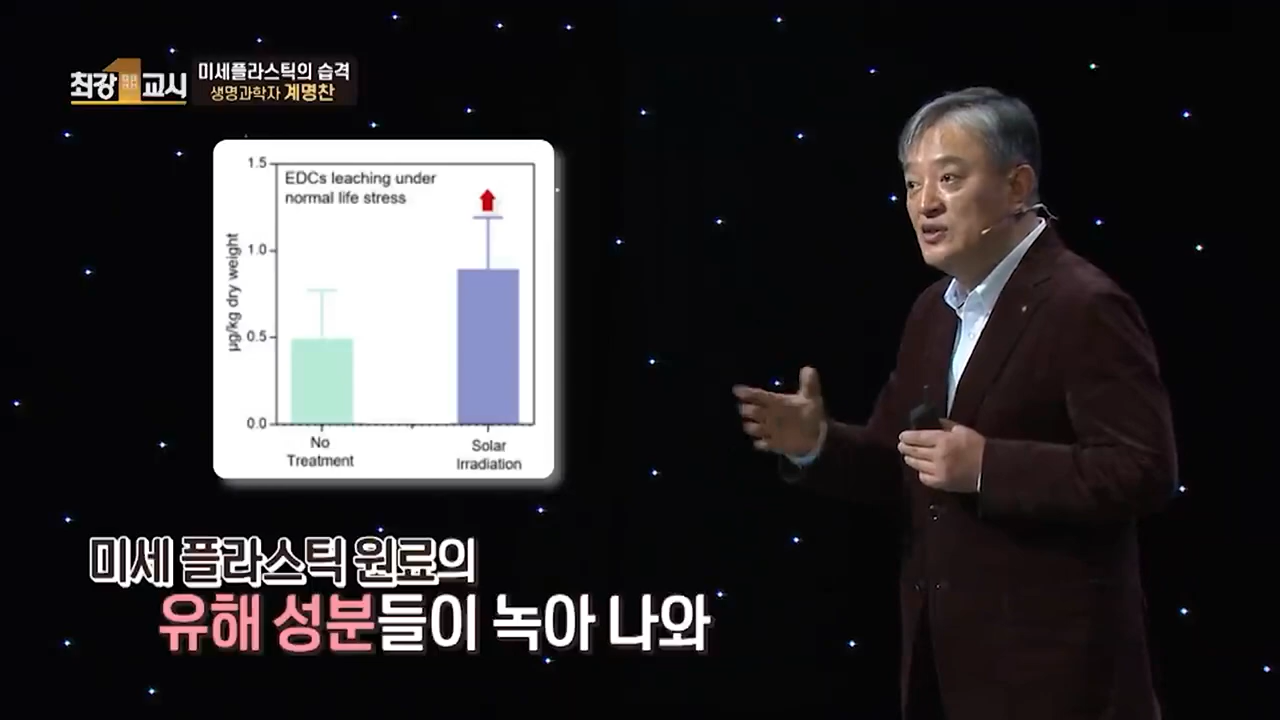 최강1교시
미세플라스틱의 습격
생명과학자 계명찬
EDCs leaching under
normal life stress
1.5
1.0
0.5
0.0
µg/kg dry weight
No
Treatment
Solar
Irradiation
미세 플라스틱 원료의
유해 성분들이 녹아 나와